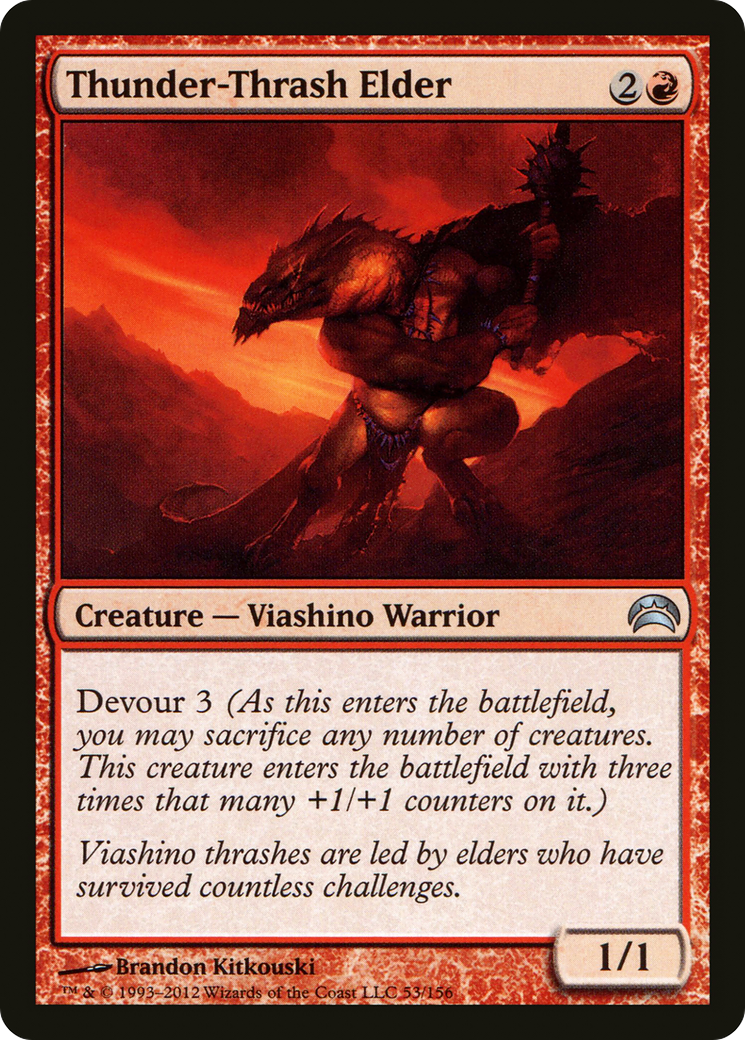 Thunder-Thrash Elder 2
Creature — Viashino Warrior
Devour 3 (As this enters the battlefield,
you may sacrifice any number of creatures.
This creature enters the battlefield with three
times that many +1/+1 counters on it.)
Viashino thrashes are led by elders who have
survived countless challenges.
1/1
Brandon Kitkouski
™ & © 1993–2012 Wizards of the Coast LLC 53/156